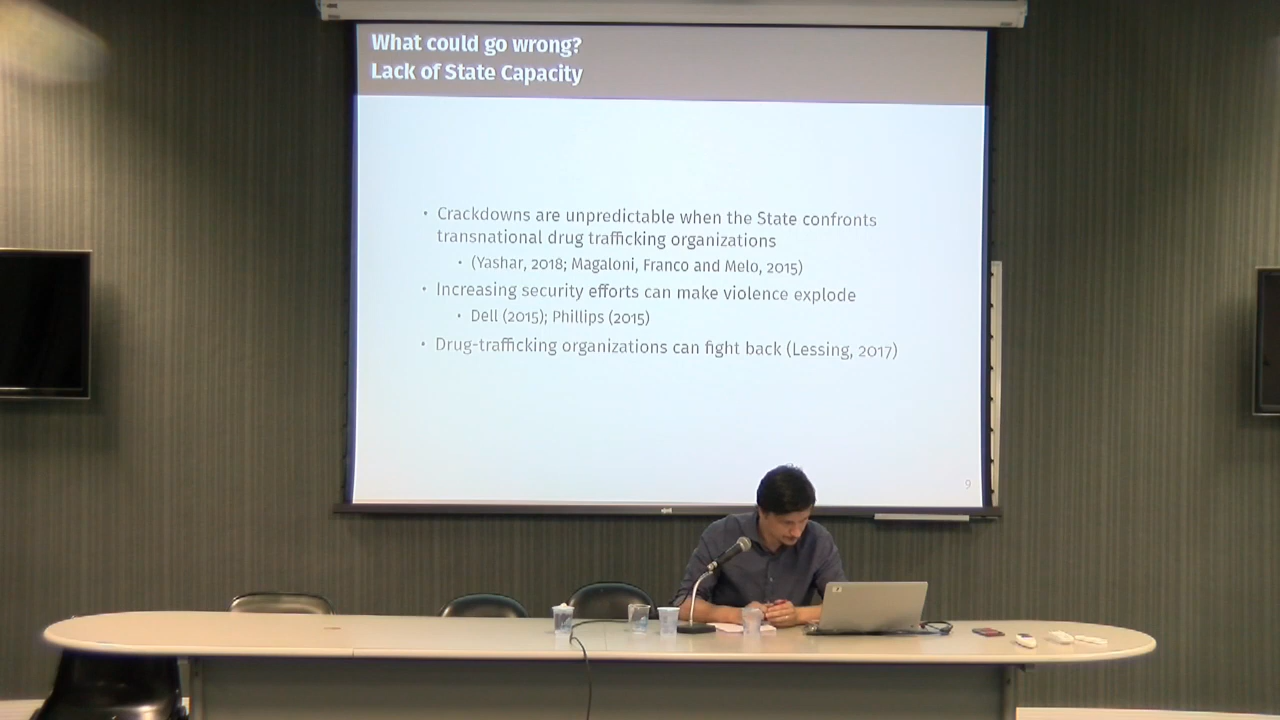 What could go wrong?
Lack of State Capacity
• Crackdowns are unpredictable when the State confronts
transnational drug trafficking organizations
• (Yashar, 2018; Magaloni, Franco and Melo, 2015)
• Increasing security efforts can make violence explode
• Dell (2015); Phillips (2015)
• Drug-trafficking organizations can fight back (Lessing, 2017)
9